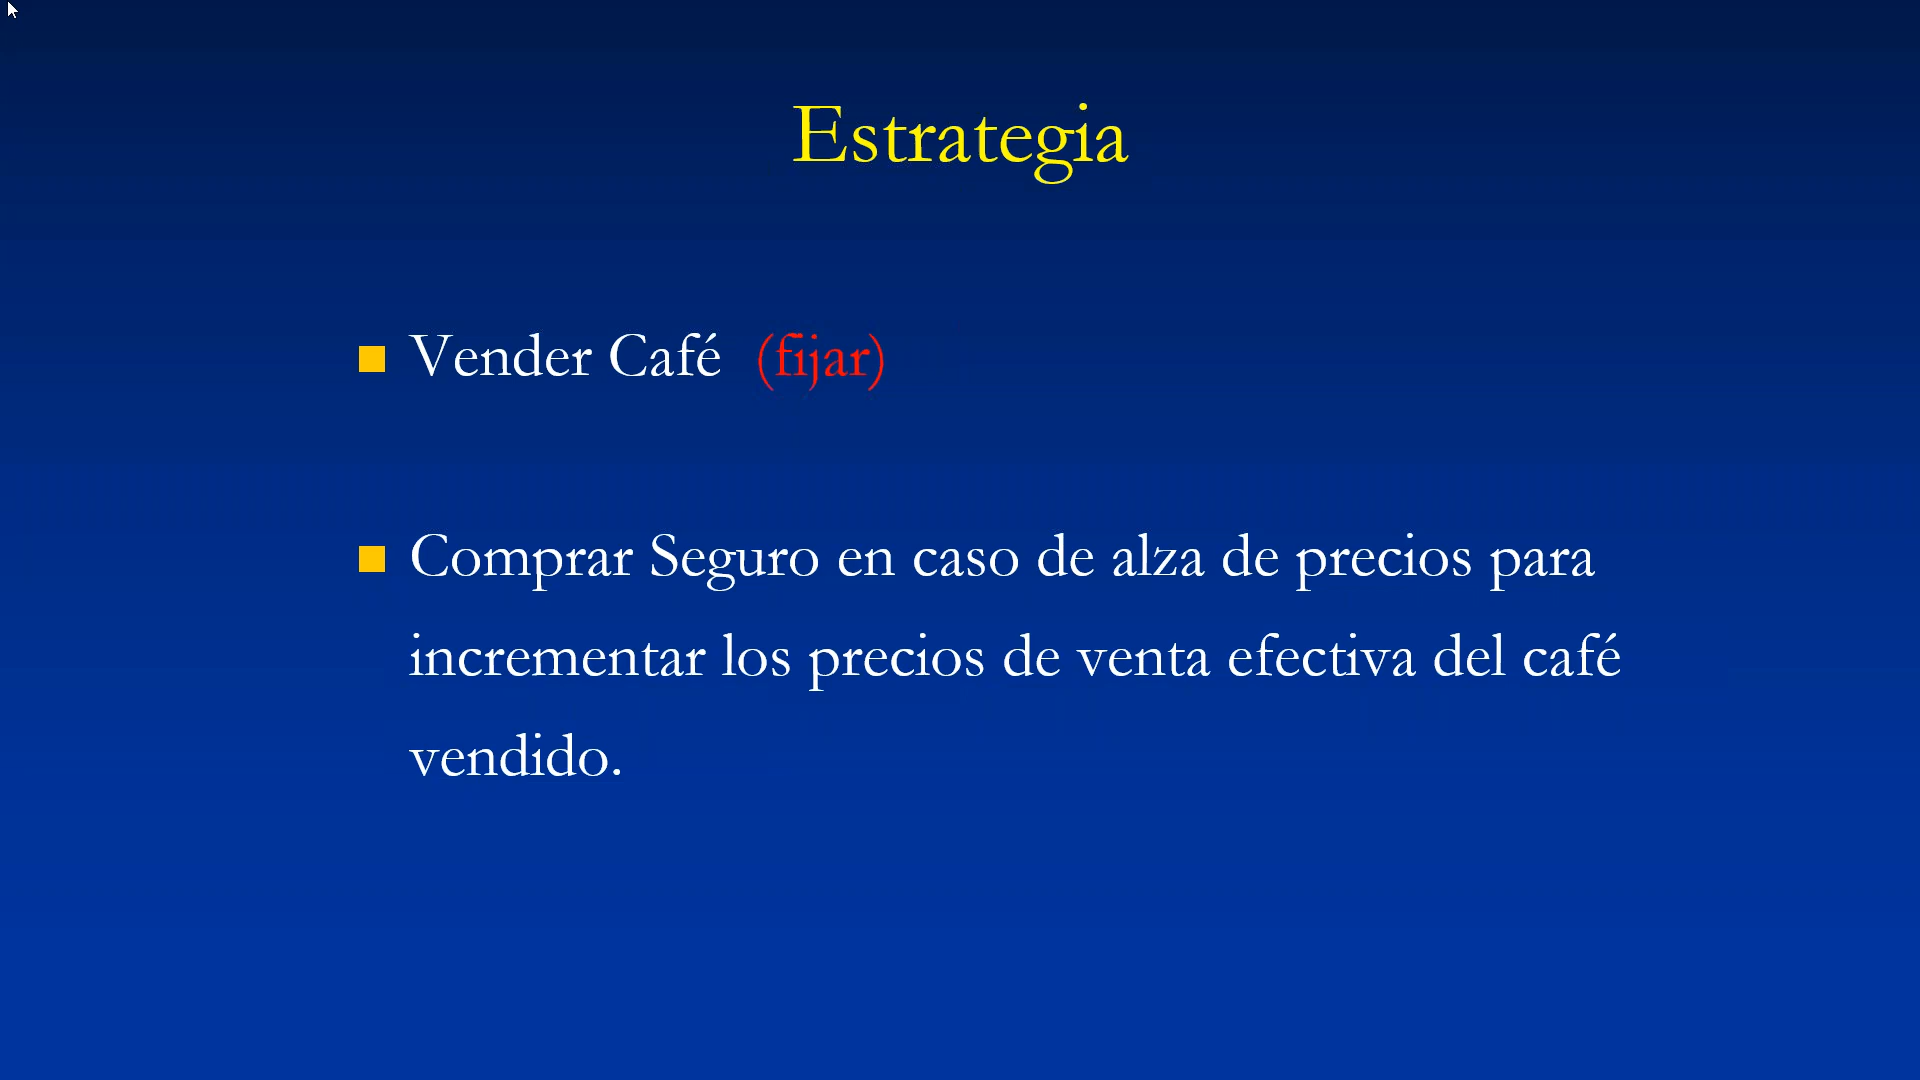 Estrategia
Vender Café (fijar)
Comprar Seguro en caso de alza de precios para
incrementar los precios de venta efectiva del café
vendido.